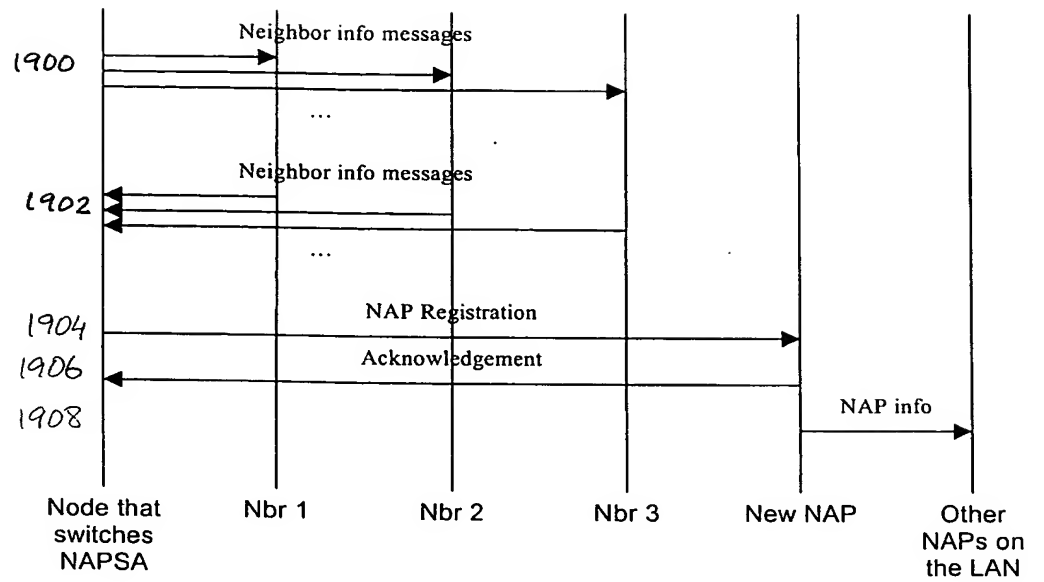 Neighbor info messages
1900
...
Neighbor info messages
1902
...
NAP Registration
1904
Acknowledgement
1906
NAP info
1908
Node that
switches
NAPSA
Nbr 1
Nbr 2
Nbr 3
New NAP
Other
NAPs on
the LAN